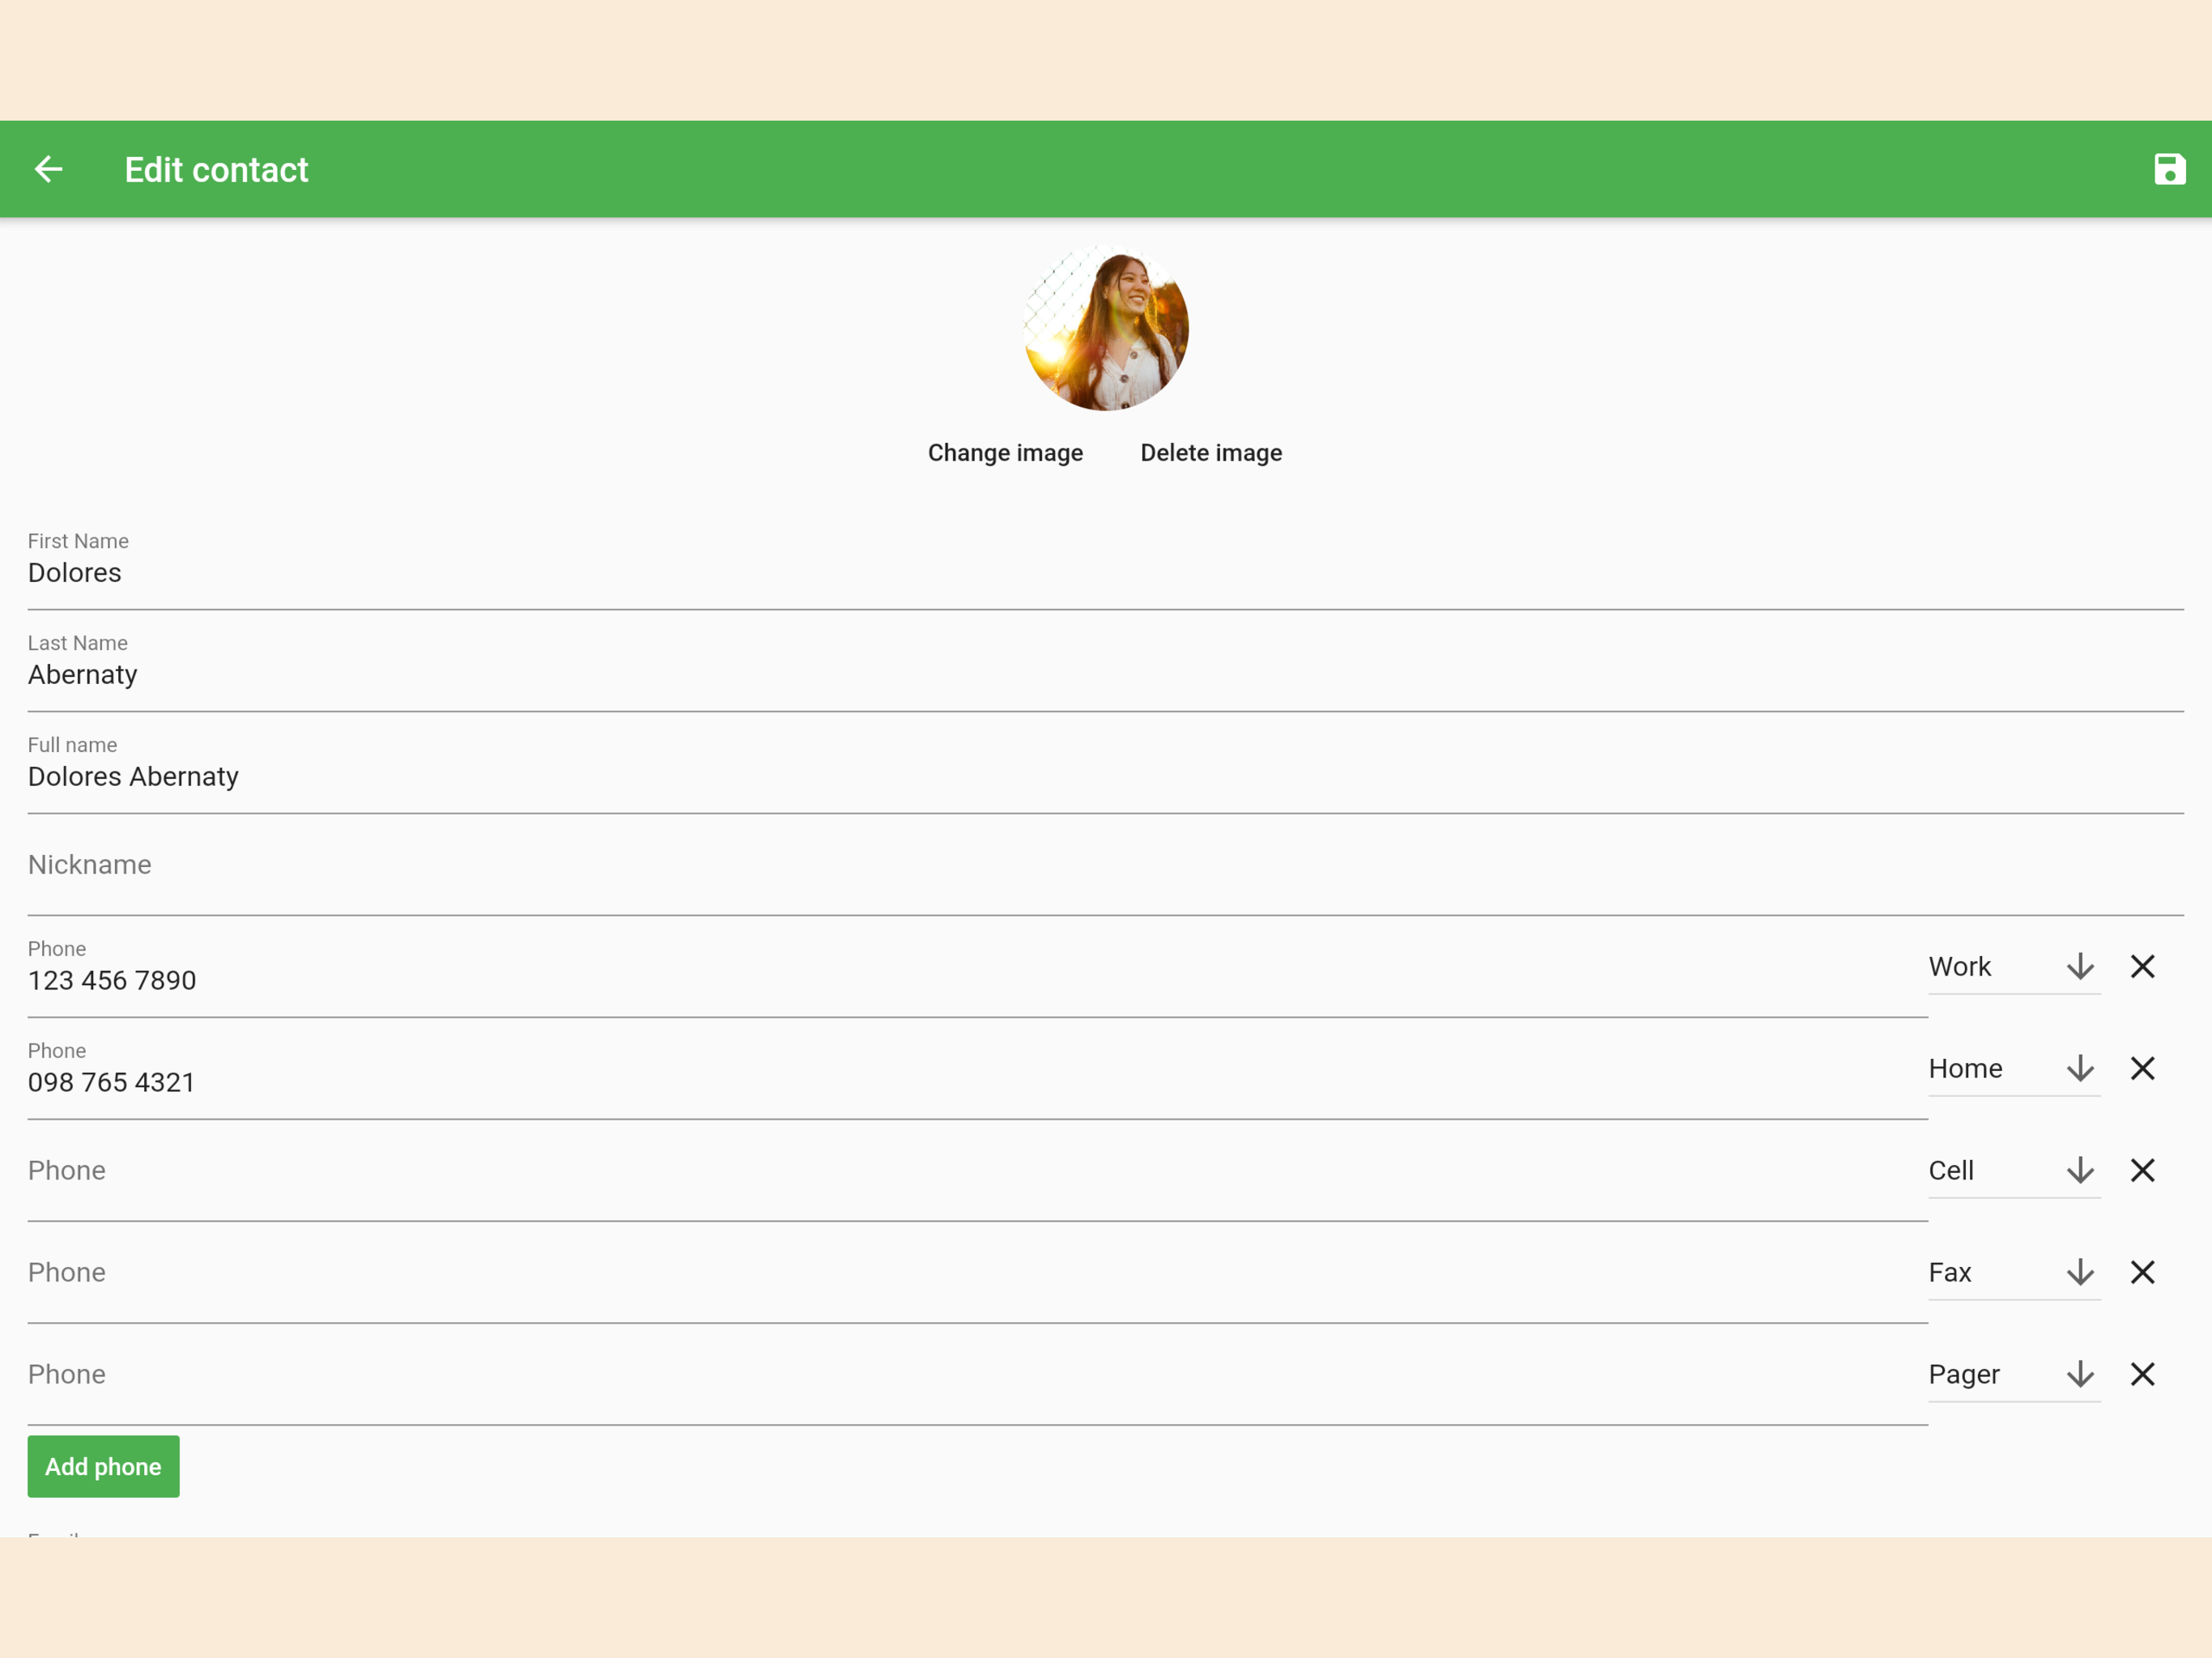 Edit contact
Change image Delete image
First Name
Dolores
Last Name
Abernaty
Full name
Dolores Abernaty
Nickname
Phone
123 456 7890 Work
Phone
098 765 4321 Home
Phone Cell
Phone Fax
Phone Pager
Add phone